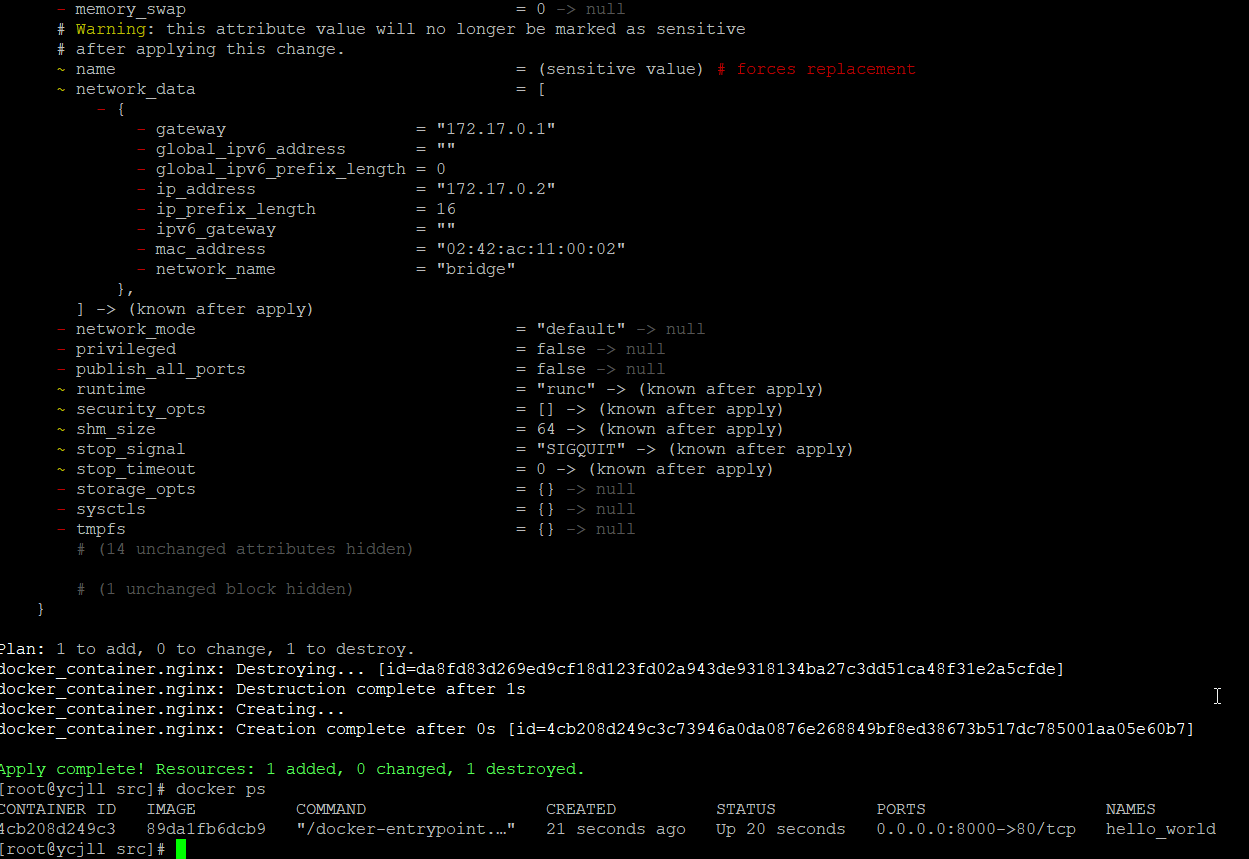 - memory_swap = 0 -> null
# Warning: this attribute value will no longer be marked as sensitive
# after applying this change.
~ name = (sensitive value) # forces replacement
~ network_data = [
- {
- gateway = "172.17.0.1"
- global_ipv6_address = ""
- global_ipv6_prefix_length = 0
- ip_address = "172.17.0.2"
- ip_prefix_length = 16
- ipv6_gateway = ""
- mac_address = "02:42:ac:11:00:02"
- network_name = "bridge"
},
] -> (known after apply)
- network_mode = "default" -> null
- privileged = false -> null
- publish_all_ports = false -> null
~ runtime = "runc" -> (known after apply)
~ security_opts = [] -> (known after apply)
~ shm_size = 64 -> (known after apply)
~ stop_signal = "SIGQUIT" -> (known after apply)
~ stop_timeout = 0 -> (known after apply)
- storage_opts = {} -> null
- sysctls = {} -> null
- tmpfs = {} -> null
# (14 unchanged attributes hidden)
# (1 unchanged block hidden)
}
Plan: 1 to add, 0 to change, 1 to destroy.
docker_container.nginx: Destroying... [id=da8fd83d269ed9cf18d123fd02a943de9318134ba27c3dd51ca48f31e2a5cfde]
docker_container.nginx: Destruction complete after 1s
docker_container.nginx: Creating...
docker_container.nginx: Creation complete after 0s [id=4cb208d249c3c73946a0da0876e268849bf8ed38673b517dc785001aa05e60b7]
Apply complete! Resources: 1 added, 0 changed, 1 destroyed.
[root@ycjll src]# docker ps
CONTAINER ID IMAGE COMMAND CREATED STATUS PORTS NAMES
4cb208d249c3 89da1fb6dcb9 "/docker-entrypoint.…" 21 seconds ago Up 20 seconds 0.0.0.0:8000->80/tcp hello_world
[root@ycjll src]#